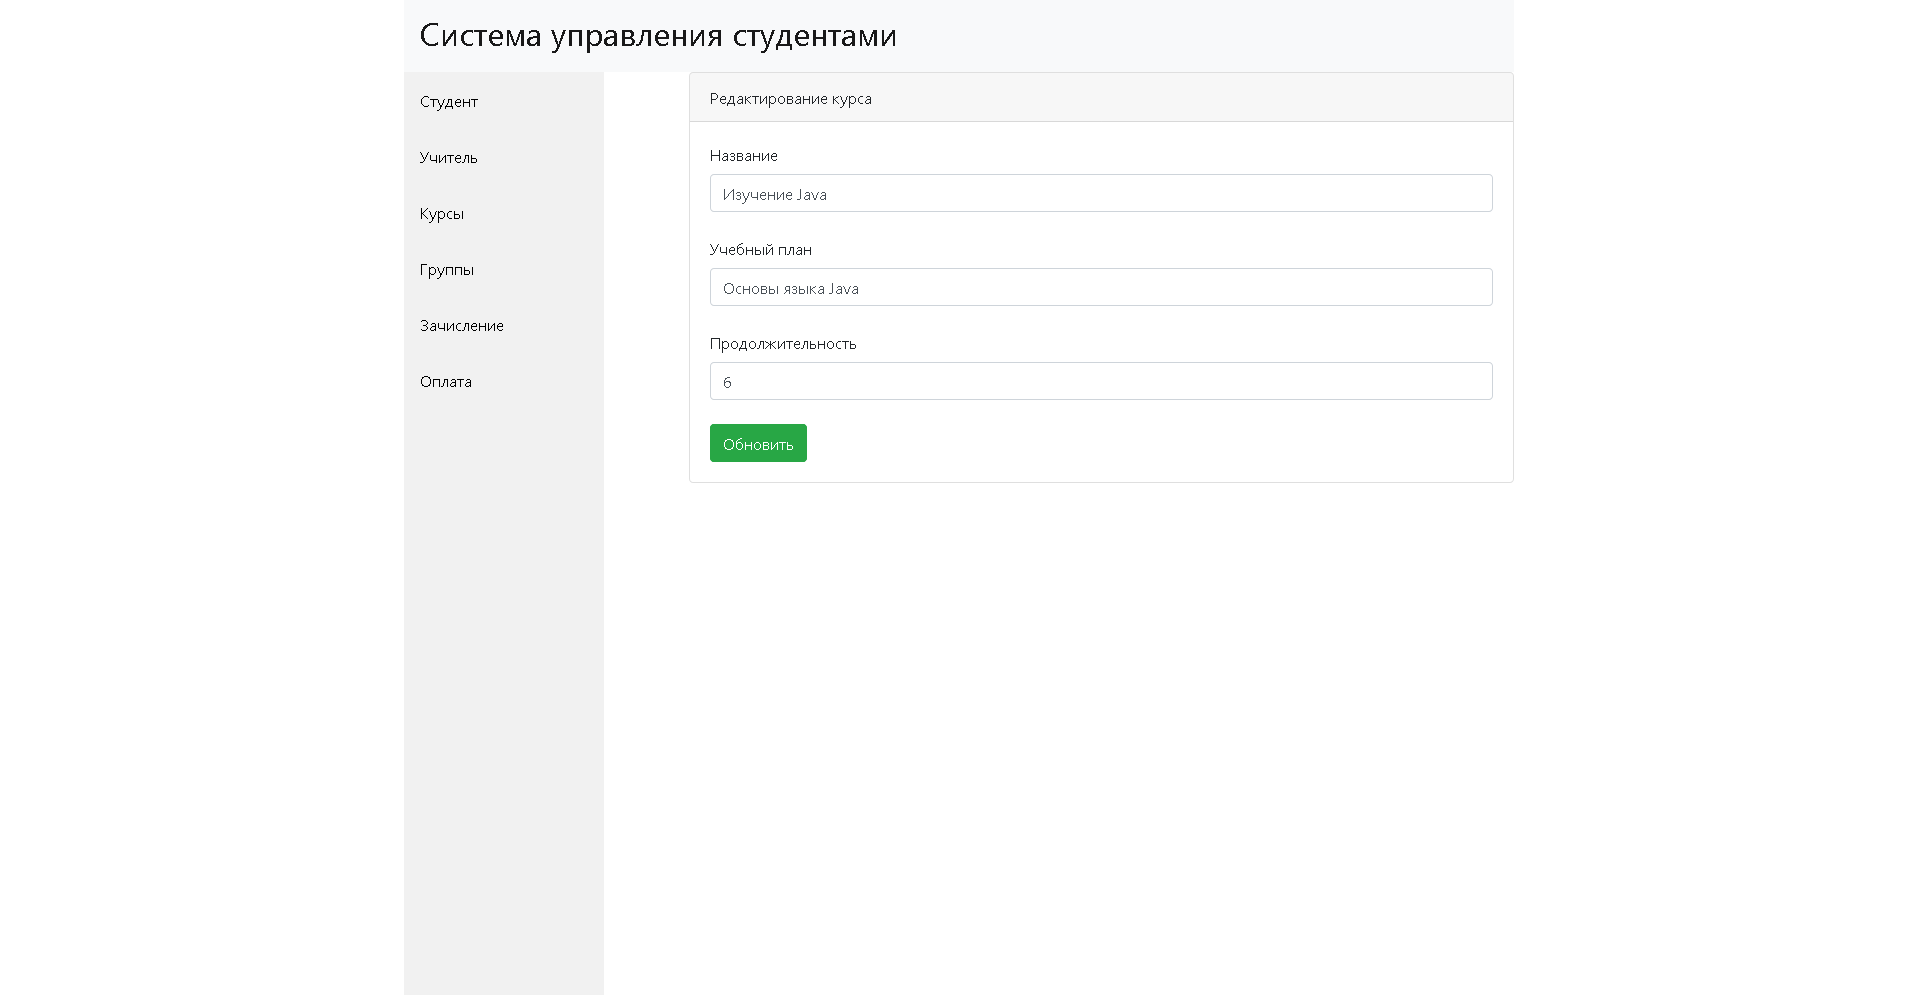 Система управления студентами
Студент
Учитель
Курсы
Группы
Зачисление
Оплата
Редактирование курса
Название
Изучение Java
Учебный план
Основы языка Java
Продолжительность
6
Обновить